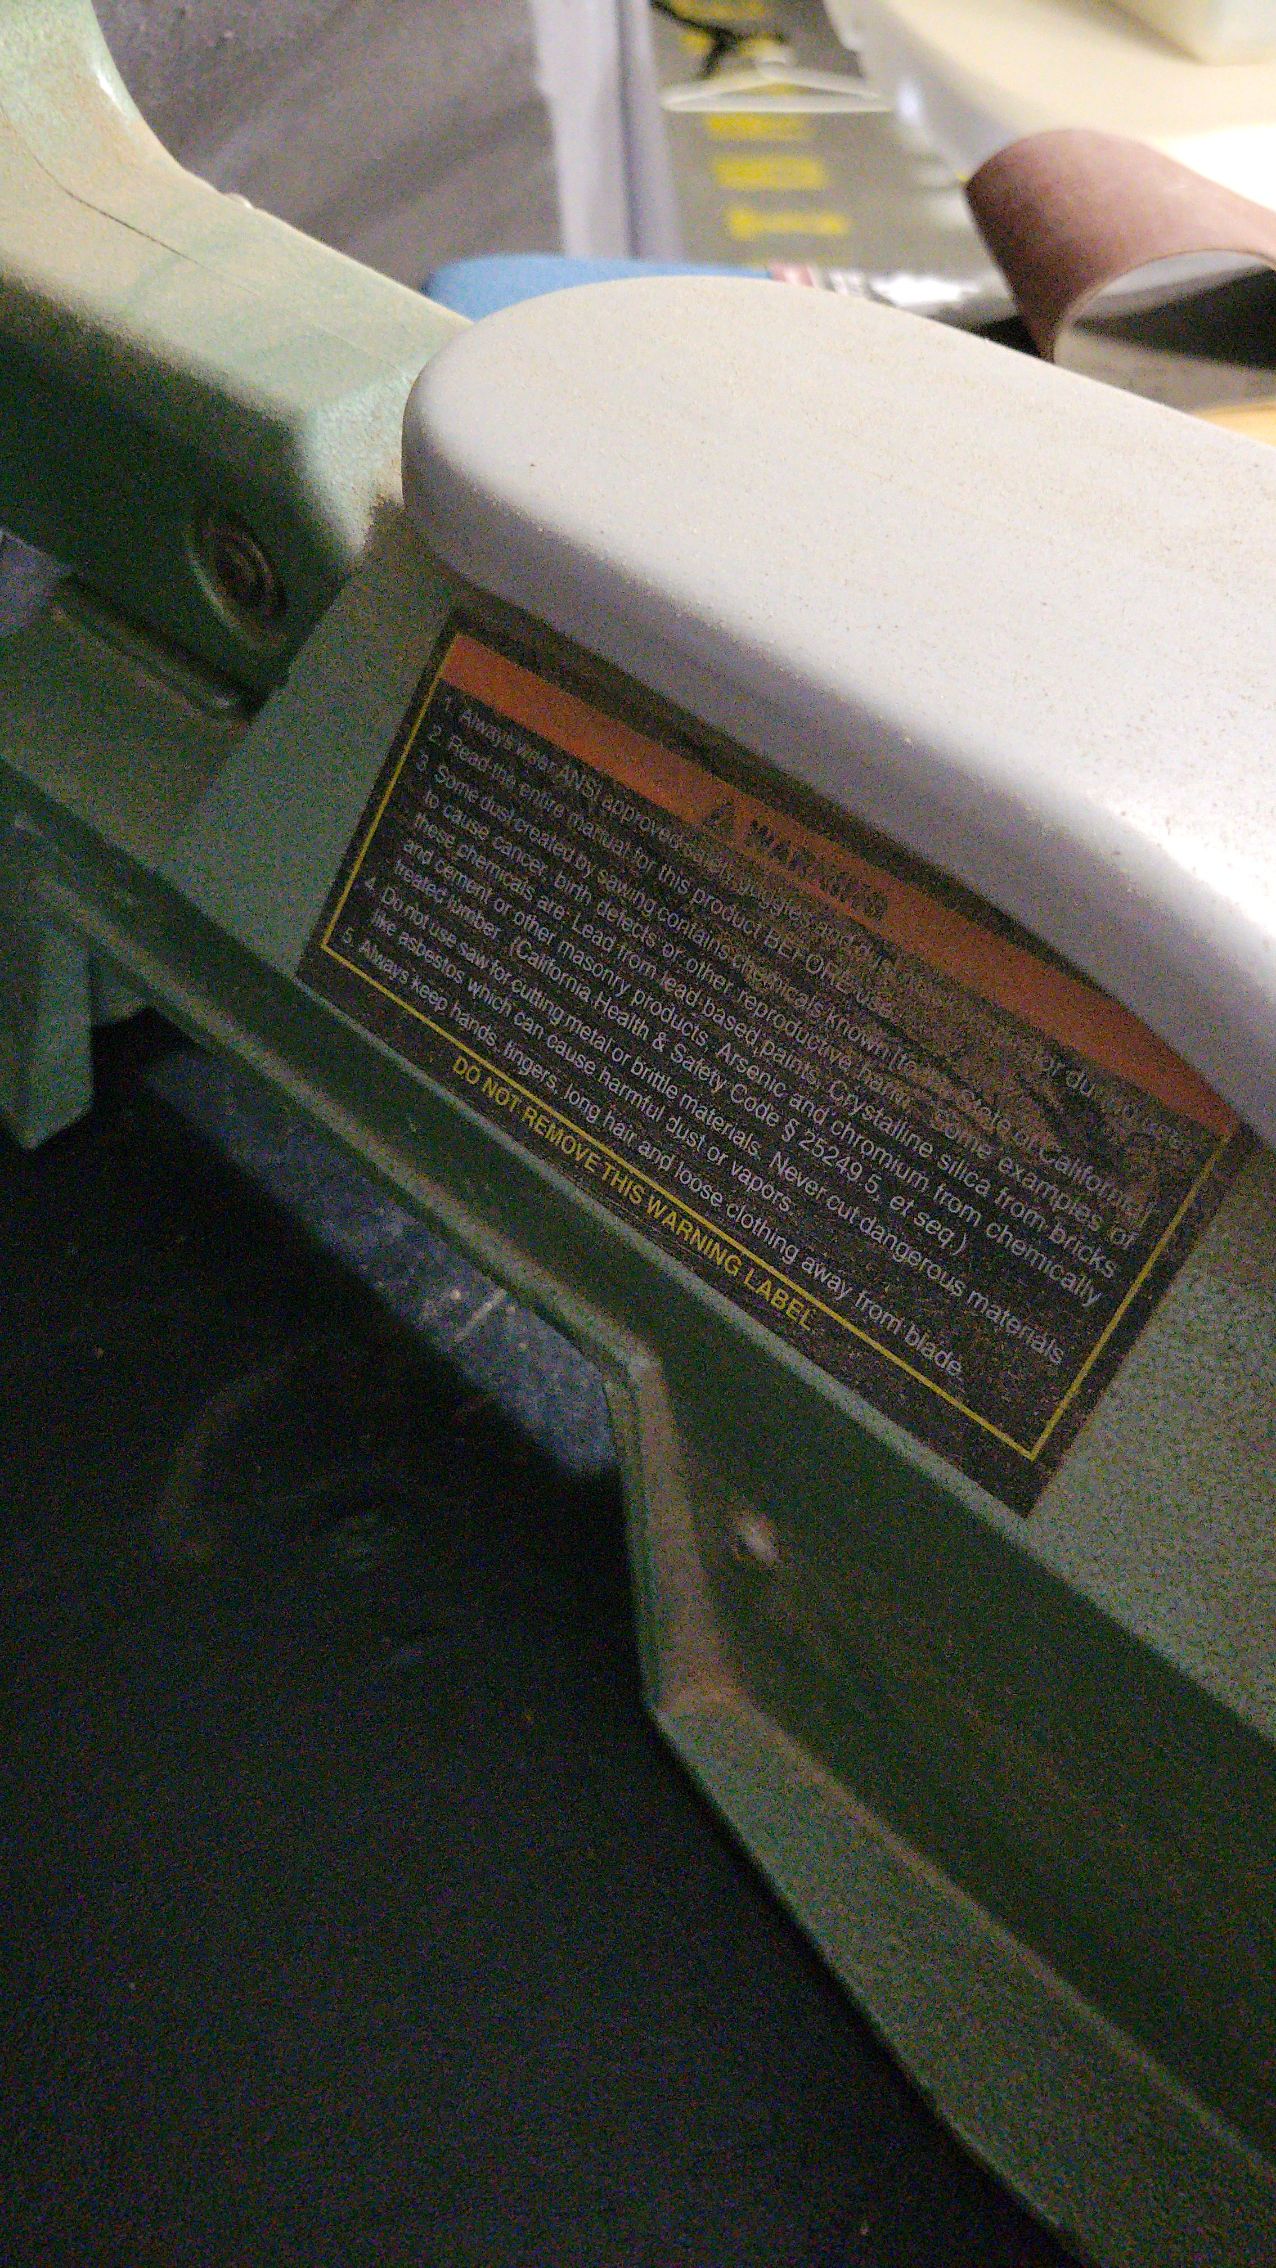 ⚠ WARNING
1. Always wear ANSI approved safety goggles and
2. Read the entire manual for this product BEFORE use.
3. Some dust created by sawing contains chemicals known to the State of California
to cause cancer, birth defects or other reproductive harm. Some examples of
these chemicals are: Lead from lead-based paints. Crystalline silica from bricks
and cement or other masonry products. Arsenic and chromium from chemically
treated lumber. (California Health & Safety Code § 25249.5, et seq.)
4. Do not use saw for cutting metal or brittle materials. Never cut dangerous materials
like asbestos which can cause harmful dust or vapors.
5. Always keep hands, fingers, long hair and loose clothing away from blade.
DO NOT REMOVE THIS WARNING LABEL